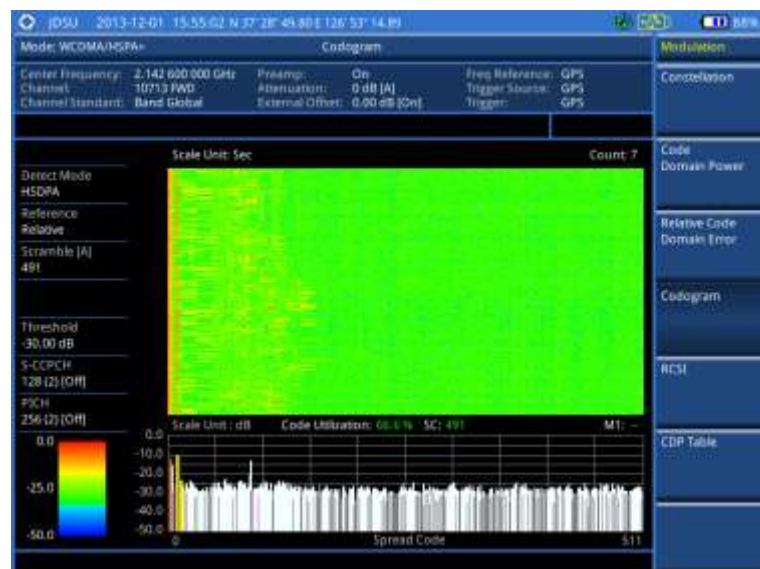 JDSU 2013-12-01 15:55:02 N 37° 28' 49.80 E 126° 53' 14.89 88%
Mode: WCDMA/HSPA+ Codogram Modulation
Center Frequency: 2.142 600 000 GHz Preamp: On Freq Reference: GPS
Channel: 10713 FWD Attenuation: 0 dB [A] Trigger Source: GPS
Channel Standard: Band Global External Offset: 0.00 dB [On] Trigger: GPS
Constellation
Scale Unit: Sec Count: 7
Code
Domain Power
Detect Mode
HSDPA
Reference
Relative
Relative Code
Domain Error
Scramble [A]
491
Codogram
Threshold
-30.00 dB
S-CCPCH
128 (2) [Off]
RCSI
PICH
256 (2) [Off]
Scale Unit : dB Code Utilization: SC: 491 M1: --
CDP Table
0.0
-25.0
-50.0
0.0
-10.0
-20.0
-30.0
-40.0
-50.0
0 Spread Code 511